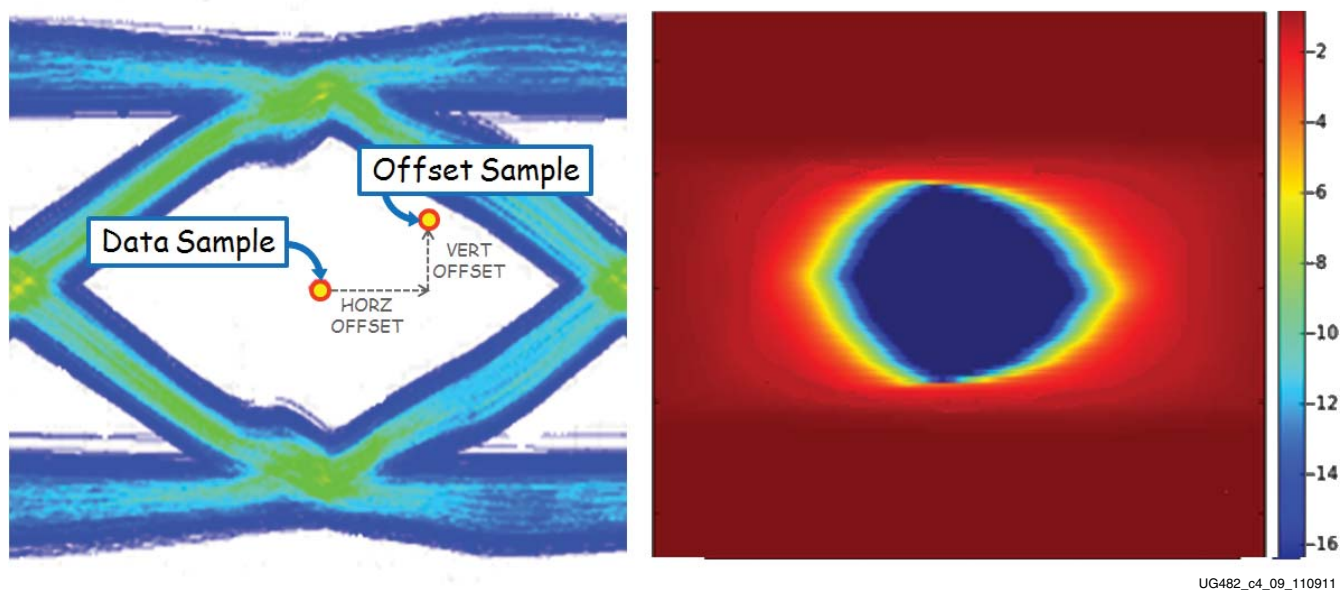 Offset Sample
Data Sample
VERT
OFFSET
HORZ
OFFSET
-2
-4
-6
-8
-10
-12
-14
-16
UG482_c4_09_110911